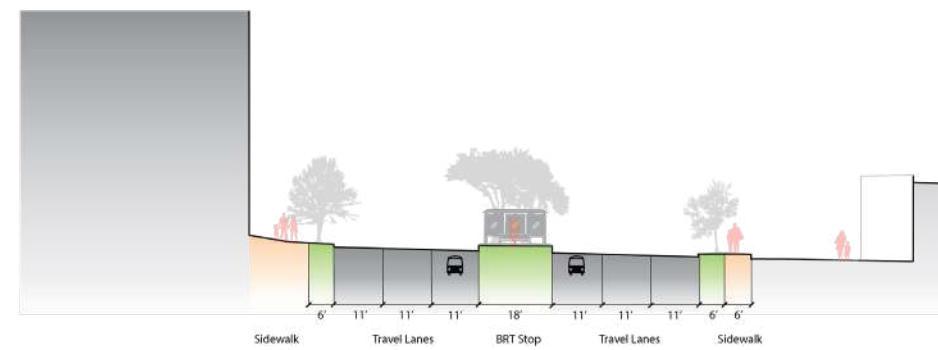 6' 11' 11' 11' 18' 11' 11' 11' 6' 6'
Sidewalk Travel Lanes BRT Stop Travel Lanes Sidewalk